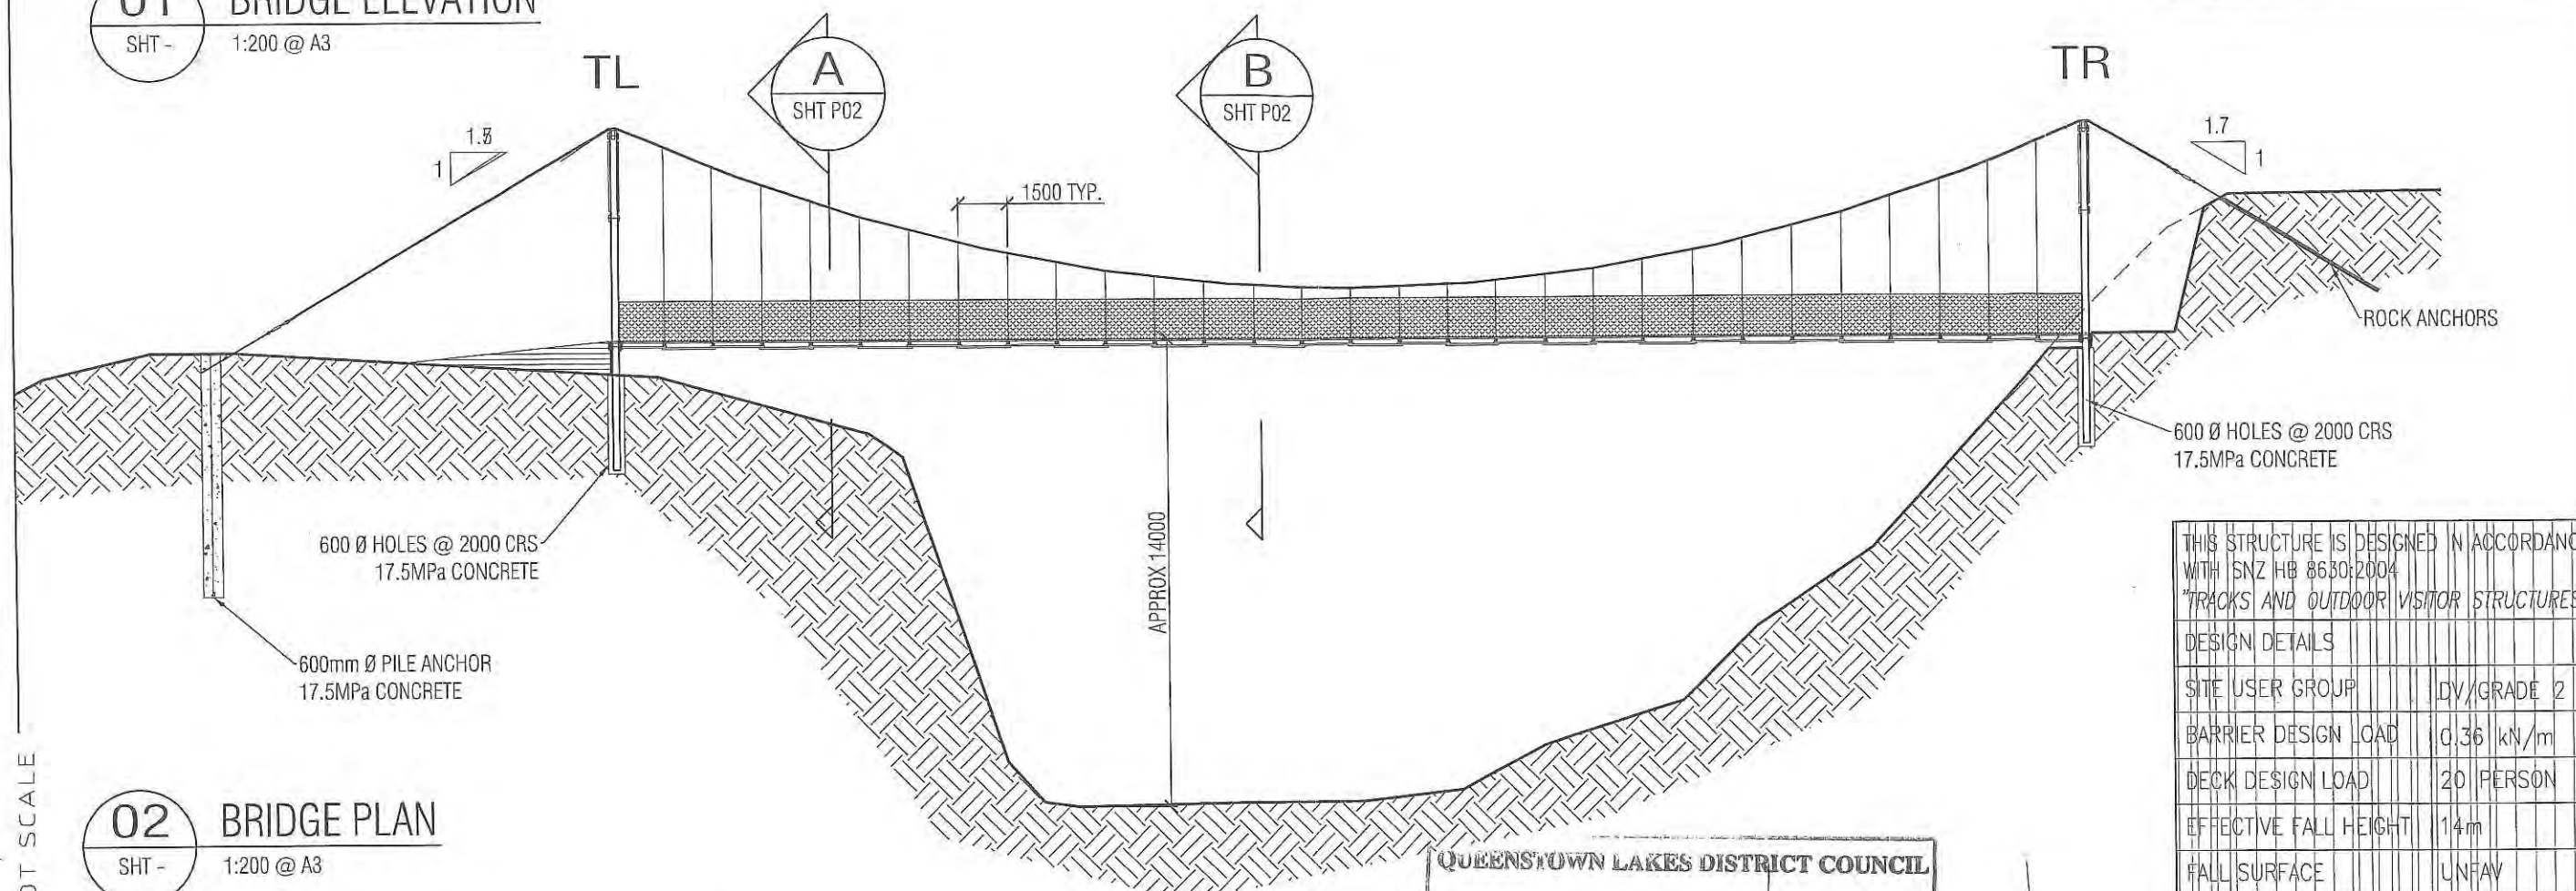 01 BRIDGE ELEVATION
SHT - 1:200 @ A3
TL
A
SHT P02
B
SHT P02
TR
1
1500 TYP.
1.7
1
ROCK ANCHORS
600 Ø HOLES @ 2000 CRS
17.5MPa CONCRETE
600 Ø HOLES @ 2000 CRS
17.5MPa CONCRETE
600mm Ø PILE ANCHOR
17.5MPa CONCRETE
APPROX 14000
THIS STRUCTURE IS DESIGNED IN ACCORDANC
WITH SNZ HB 8630:2004
"TRACKS AND OUTDOOR VISITOR STRUCTURES
DESIGN DETAILS
SITE USER GROUP DV/GRADE 2
BARRIER DESIGN LOAD 0.36 kN/m
DECK DESIGN LOAD 20 PERSON
EFFECTIVE FALL HEIGHT 14m
FALL SURFACE UNFAV
02 BRIDGE PLAN
SHT - 1:200 @ A3
OT SCALE
QUEENSTOWN LAKES DISTRICT COUNCIL